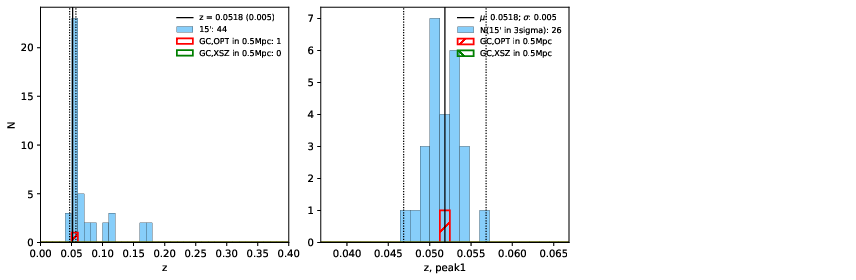 z = 0.0518 (0.005)
15': 44
GC,OPT in 0.5Mpc: 1
GC,XSZ in 0.5Mpc: 0
N
20
15
10
5
0
0.00 0.05 0.10 0.15 0.20 0.25 0.30 0.35 0.40
z
μ: 0.0518; σ: 0.005
N(15' in 3sigma): 26
GC,OPT in 0.5Mpc
GC,XSZ in 0.5Mpc
7
6
5
4
3
2
1
0
0.040 0.045 0.050 0.055 0.060 0.065
z, peak1